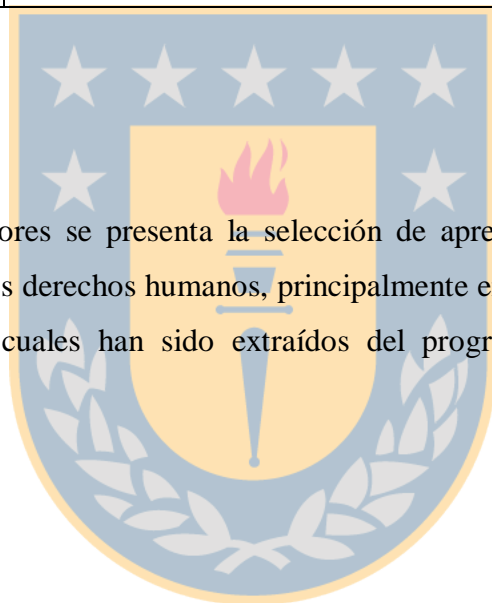 ores se presenta la selección de apre
s derechos humanos, principalmente e
cuales han sido extraídos del progr